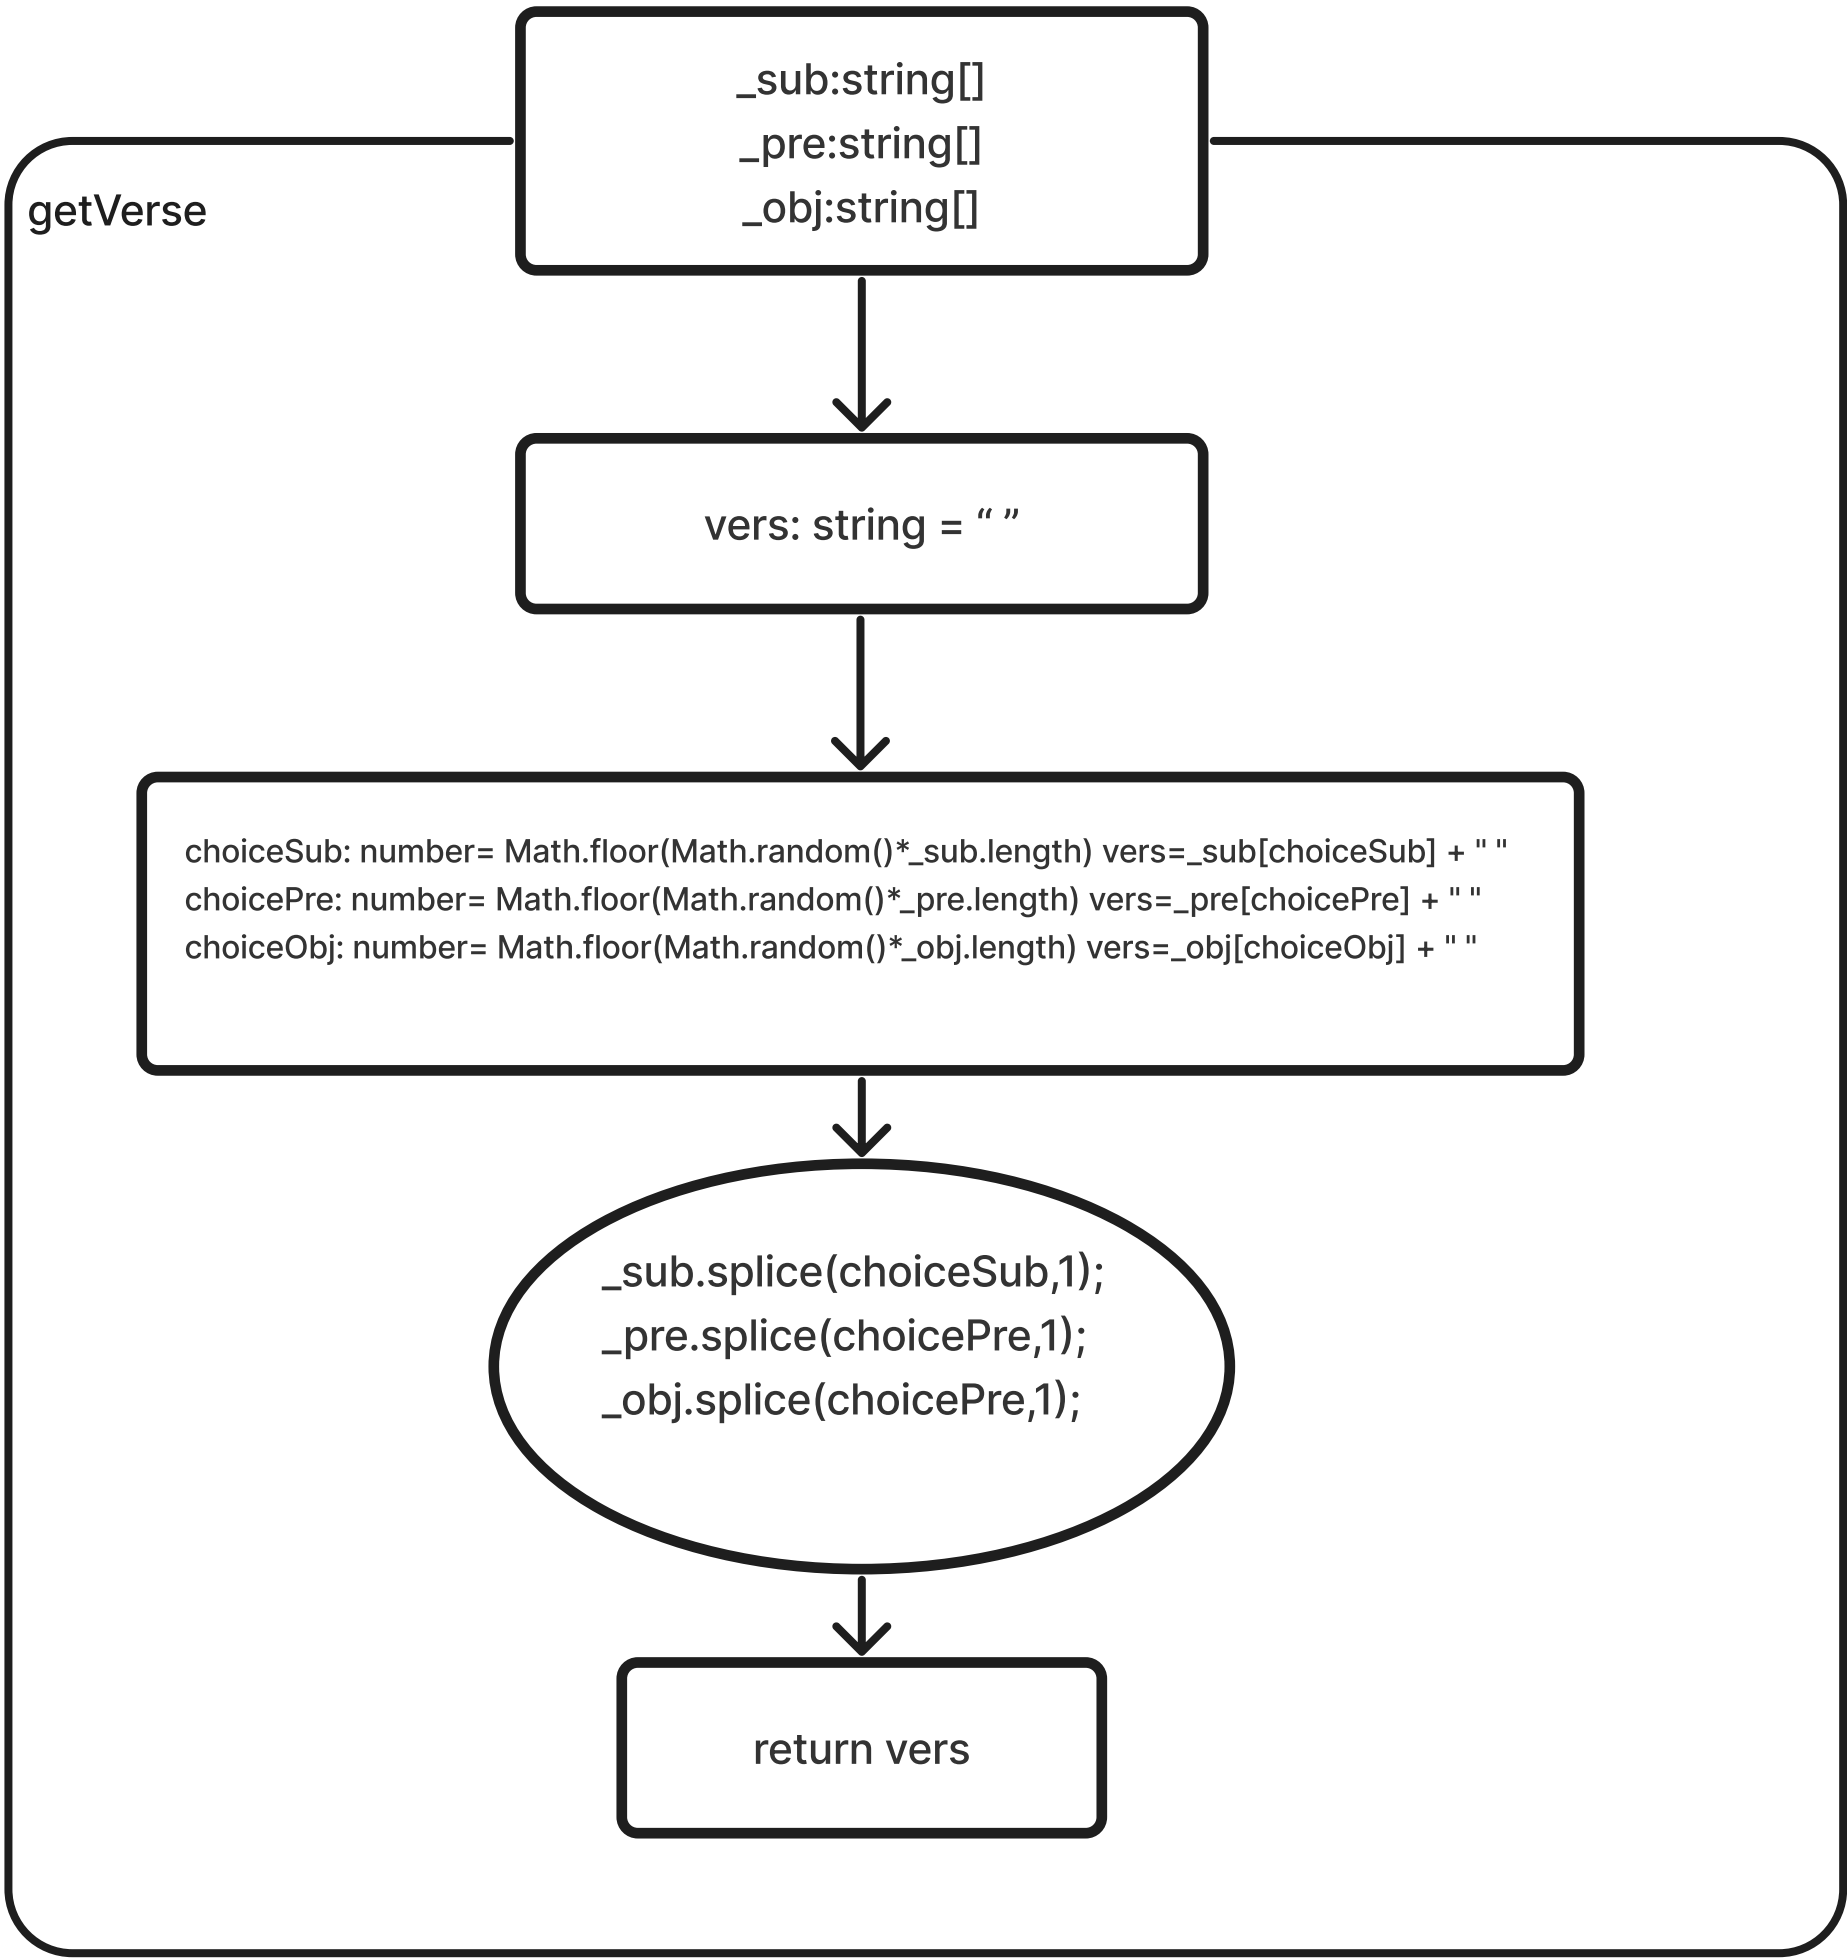 _sub:string[]
_pre:string[]
_obj:string[]
getVerse
vers: string = “ ”
choiceSub: number= Math.floor(Math.random()*_sub.length) vers=_sub[choiceSub] + " "
choicePre: number= Math.floor(Math.random()*_pre.length) vers=_pre[choicePre] + " "
choiceObj: number= Math.floor(Math.random()*_obj.length) vers=_obj[choiceObj] + " "
_sub.splice(choiceSub,1);
_pre.splice(choicePre,1);
_obj.splice(choicePre,1);
return vers